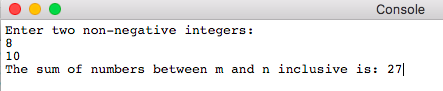 Console
Enter two non-negative integers:
8
10
The sum of numbers between m and n inclusive is: 27